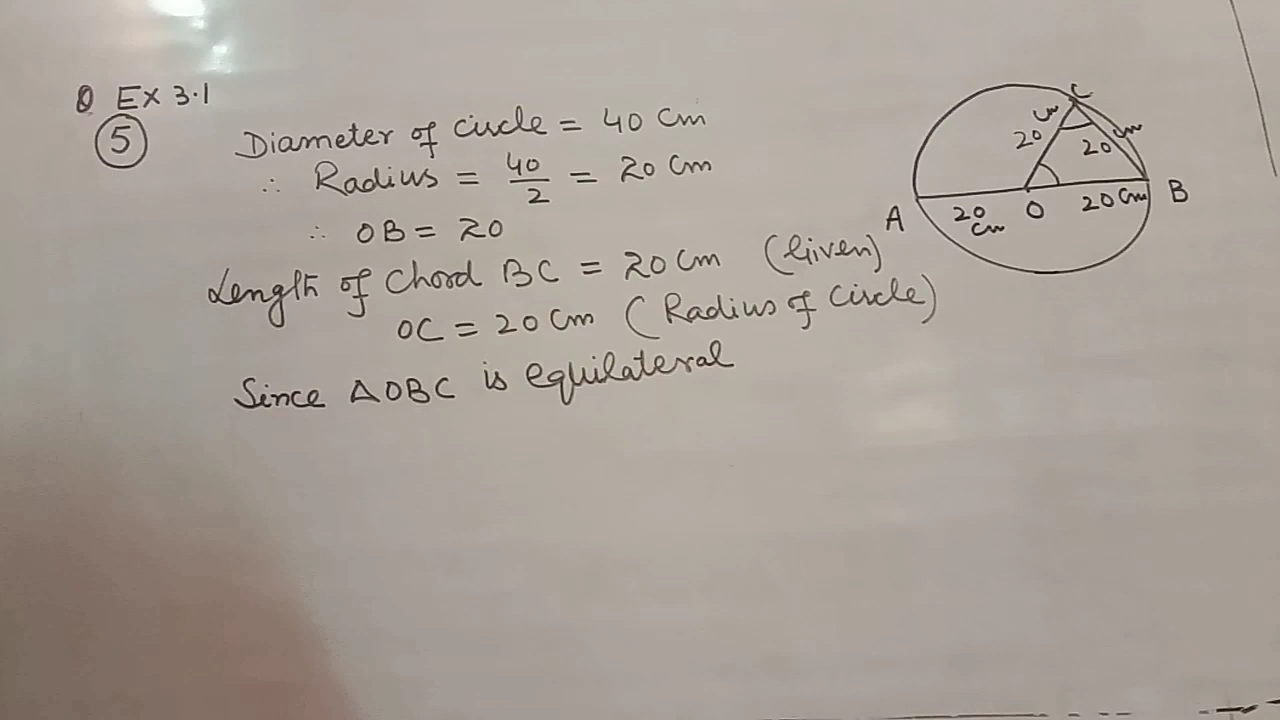 Q Ex 3.1
5
Diameter of circle = 40 cm
∴ Radius = 40/2 = 20 cm
∴ OB = 20
Length of Chord BC = 20 cm (Given)
OC = 20 cm (Radius of Circle)
Since △OBC is equilateral
C
20 cm
20 cm
A
20 cm
O
20 cm
B